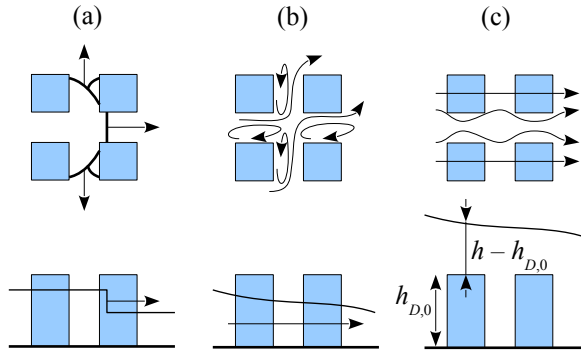 (a)
(b)
(c)
h – h_{D,0}
h_{D,0}